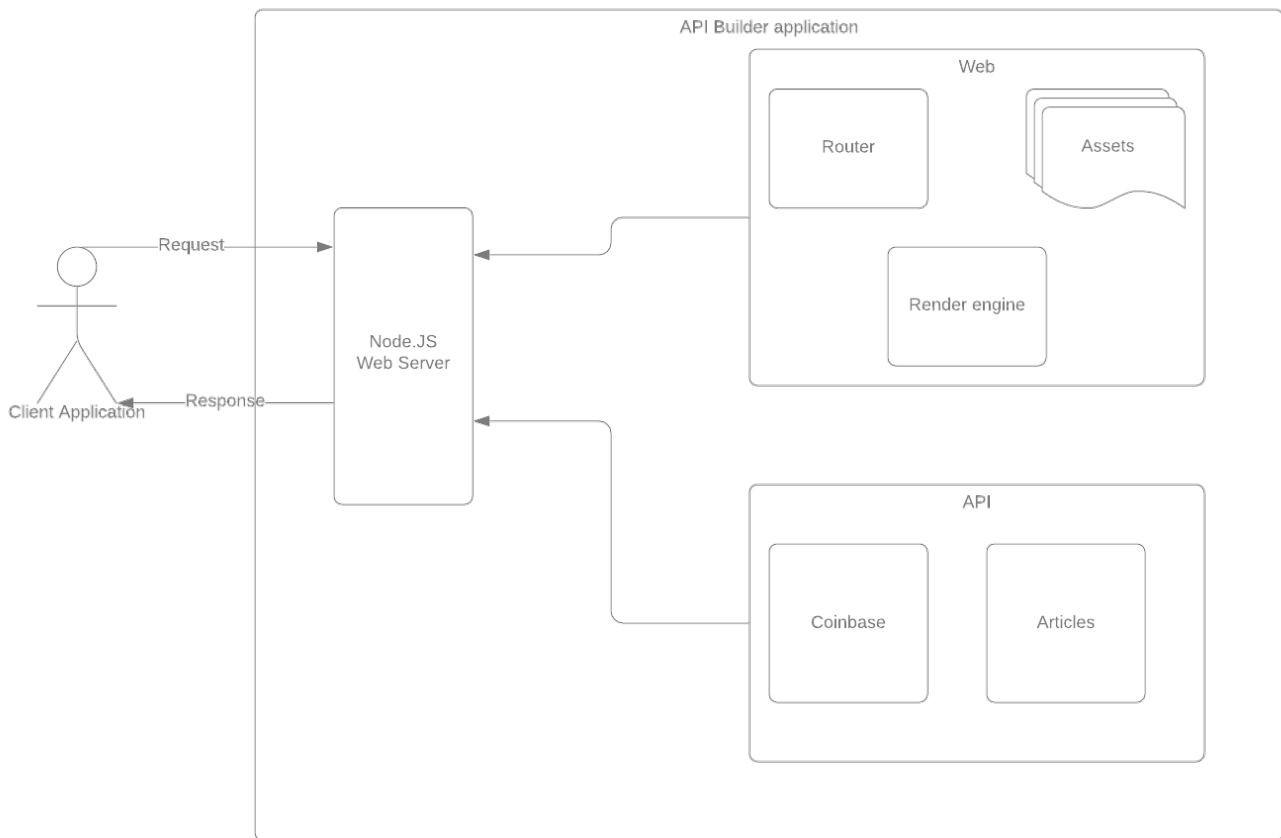 API Builder application
Web
Router
Assets
Request
Render engine
Node.JS
Web Server
Response
Client Application
API
Coinbase
Articles